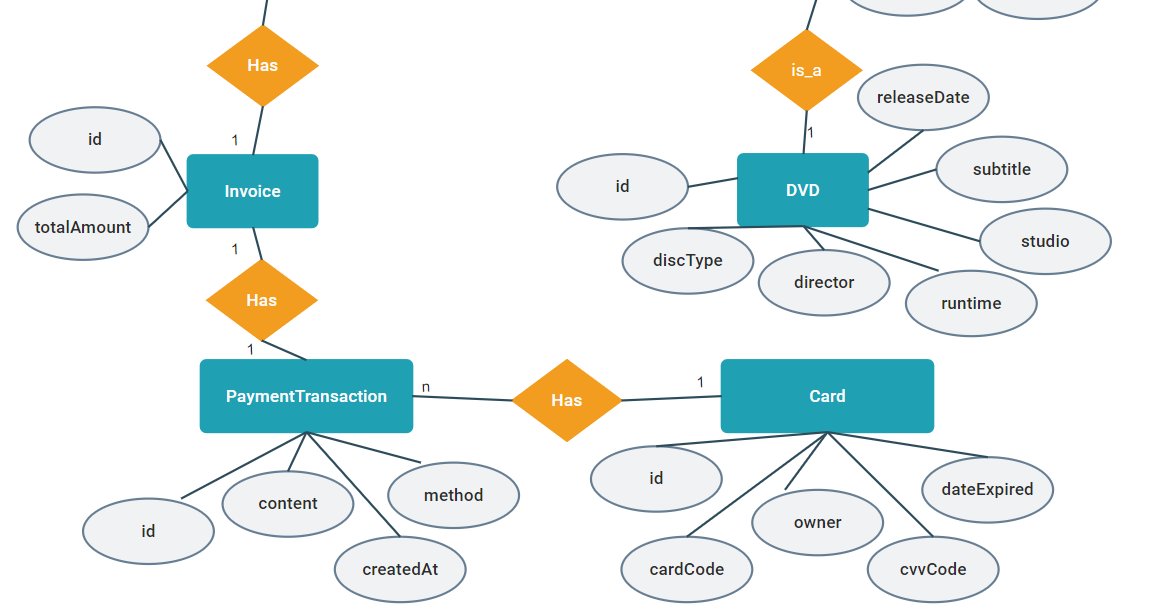 Has
is_a
releaseDate
1
1
id
Invoice
DVD
subtitle
id
totalAmount
studio
1
discType
director
runtime
Has
1
PaymentTransaction
n
Has
1
Card
id
content
method
createdAt
id
cardCode
owner
cvvCode
dateExpired